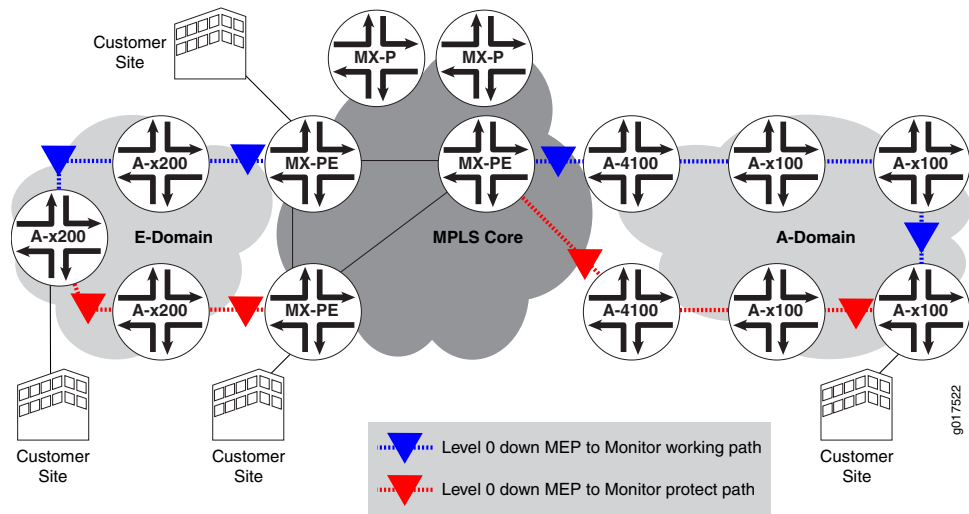 Customer
Site
MX-P
MX-P
A-x200
MX-PE
MX-PE
A-4100
A-x100
A-x100
A-x200
E-Domain
MPLS Core
A-Domain
A-x200
MX-PE
A-4100
A-x100
A-x100
Customer
Site
Customer
Site
Customer
Site
Level 0 down MEP to Monitor working path
Level 0 down MEP to Monitor protect path
g017522